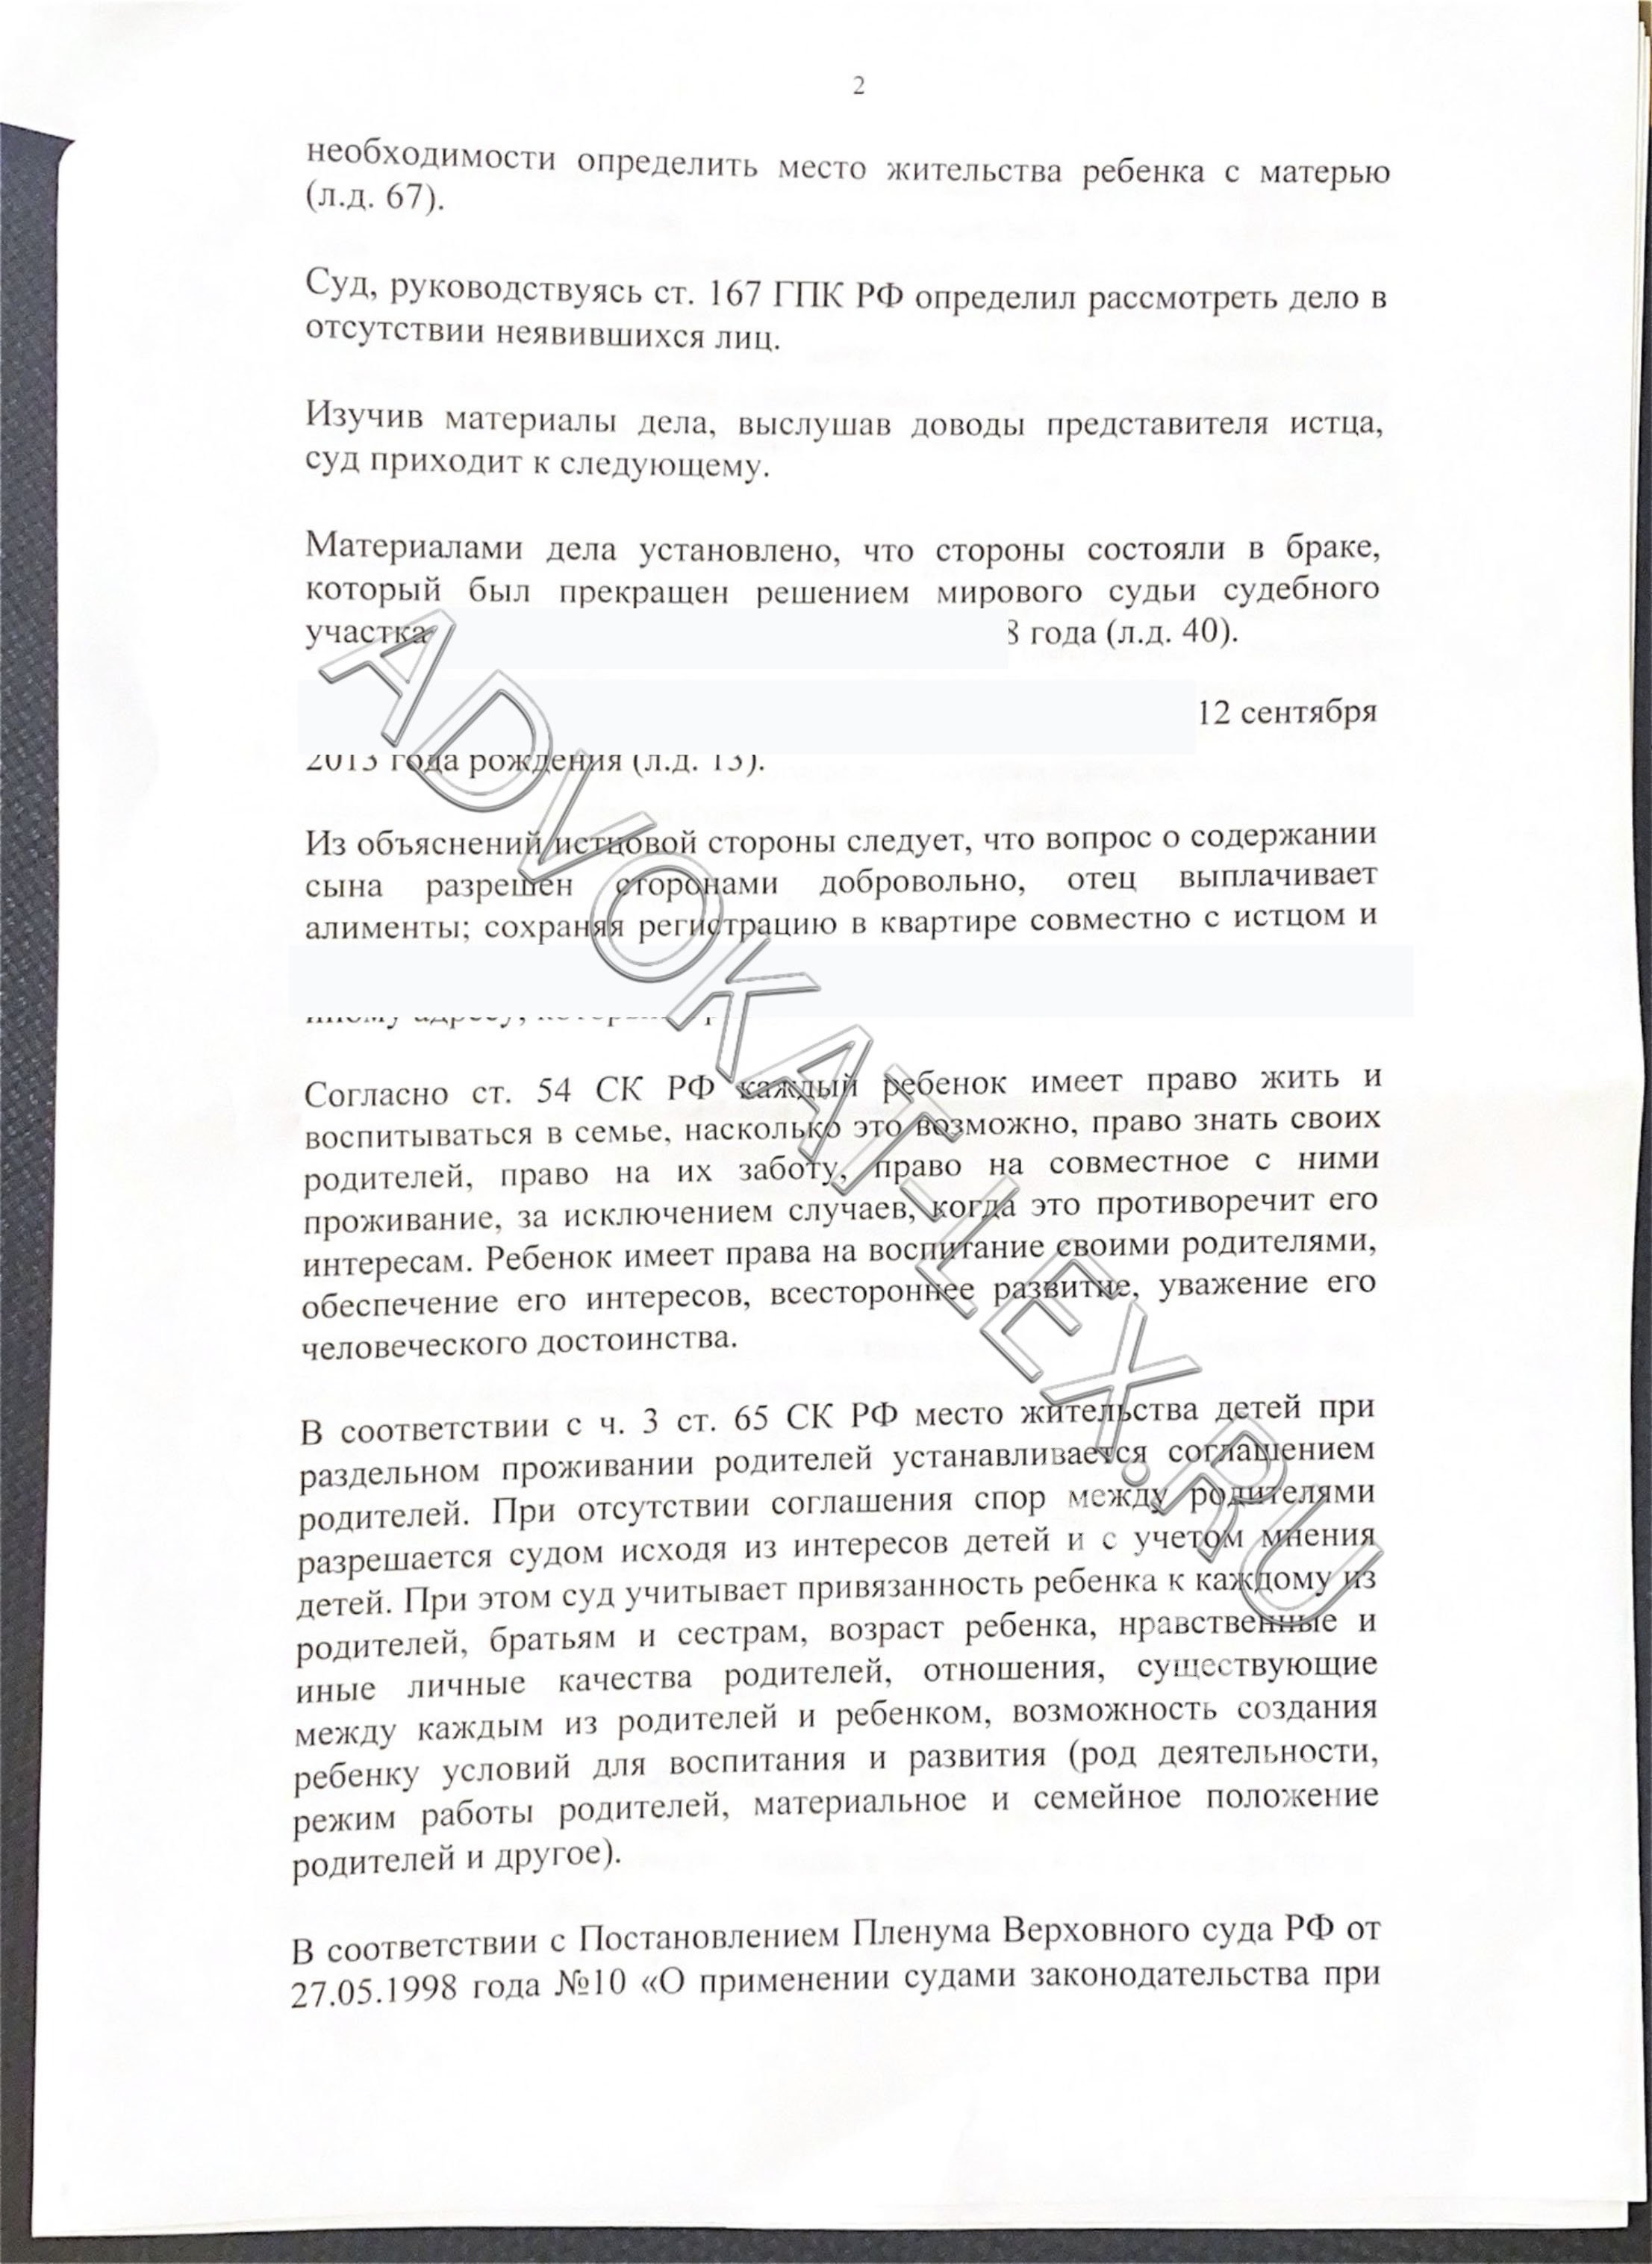 2
необходимости определить место жительства ребенка с матерью
(л.д. 67).
Суд, руководствуясь ст. 167 ГПК РФ определил рассмотреть дело в
отсутствии неявившихся лиц.
Изучив материалы дела, выслушав доводы представителя истца,
суд приходит к следующему.
Материалами дела установлено, что стороны состояли в браке,
который был прекращен решением мирового судьи судебного
участка 8 года (л.д. 40).
12 сентября
2013 года рождения (л.д. 13).
Из объяснений истцовой стороны следует, что вопрос о содержании
сына разрешен сторонами добровольно, отец выплачивает
алименты; сохраняя регистрацию в квартире совместно с истцом и
иному адресу,
Согласно ст. 54 СК РФ каждый ребенок имеет право жить и
воспитываться в семье, насколько это возможно, право знать своих
родителей, право на их заботу, право на совместное с ними
проживание, за исключением случаев, когда это противоречит его
интересам. Ребенок имеет права на воспитание своими родителями,
обеспечение его интересов, всестороннее развитие, уважение его
человеческого достоинства.
В соответствии с ч. 3 ст. 65 СК РФ место жительства детей при
раздельном проживании родителей устанавливается соглашением
родителей. При отсутствии соглашения спор между родителями
разрешается судом исходя из интересов детей и с учетом мнения
детей. При этом суд учитывает привязанность ребенка к каждому из
родителей, братьям и сестрам, возраст ребенка, нравственные и
иные личные качества родителей, отношения, существующие
между каждым из родителей и ребенком, возможность создания
ребенку условий для воспитания и развития (род деятельности,
режим работы родителей, материальное и семейное положение
родителей и другое).
В соответствии с Постановлением Пленума Верховного суда РФ от
27.05.1998 года №10 «О применении судами законодательства при
ADVOKAT-LEX.RU